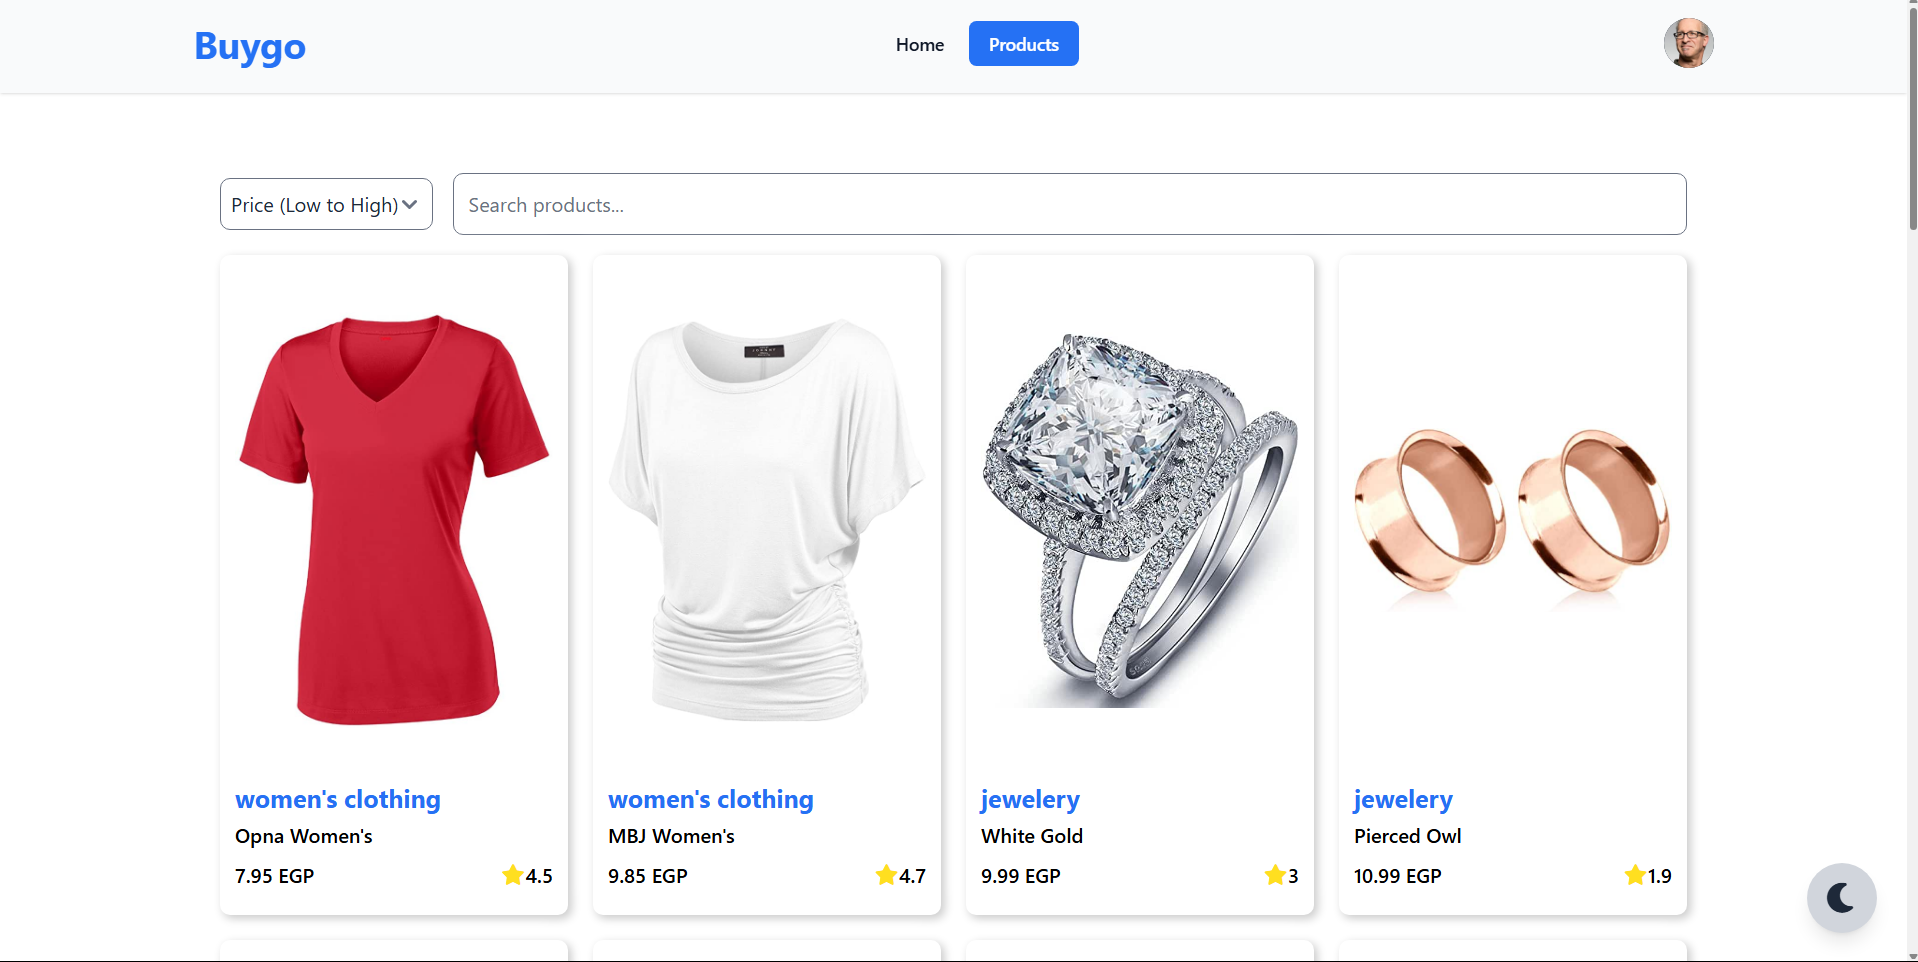 Buygo
Home
Products
Price (Low to High)
Search products...
women's clothing
Opna Women's
7.95 EGP
4.5
women's clothing
MBJ Women's
9.85 EGP
4.7
jewelery
White Gold
9.99 EGP
3
jewelery
Pierced Owl
10.99 EGP
1.9